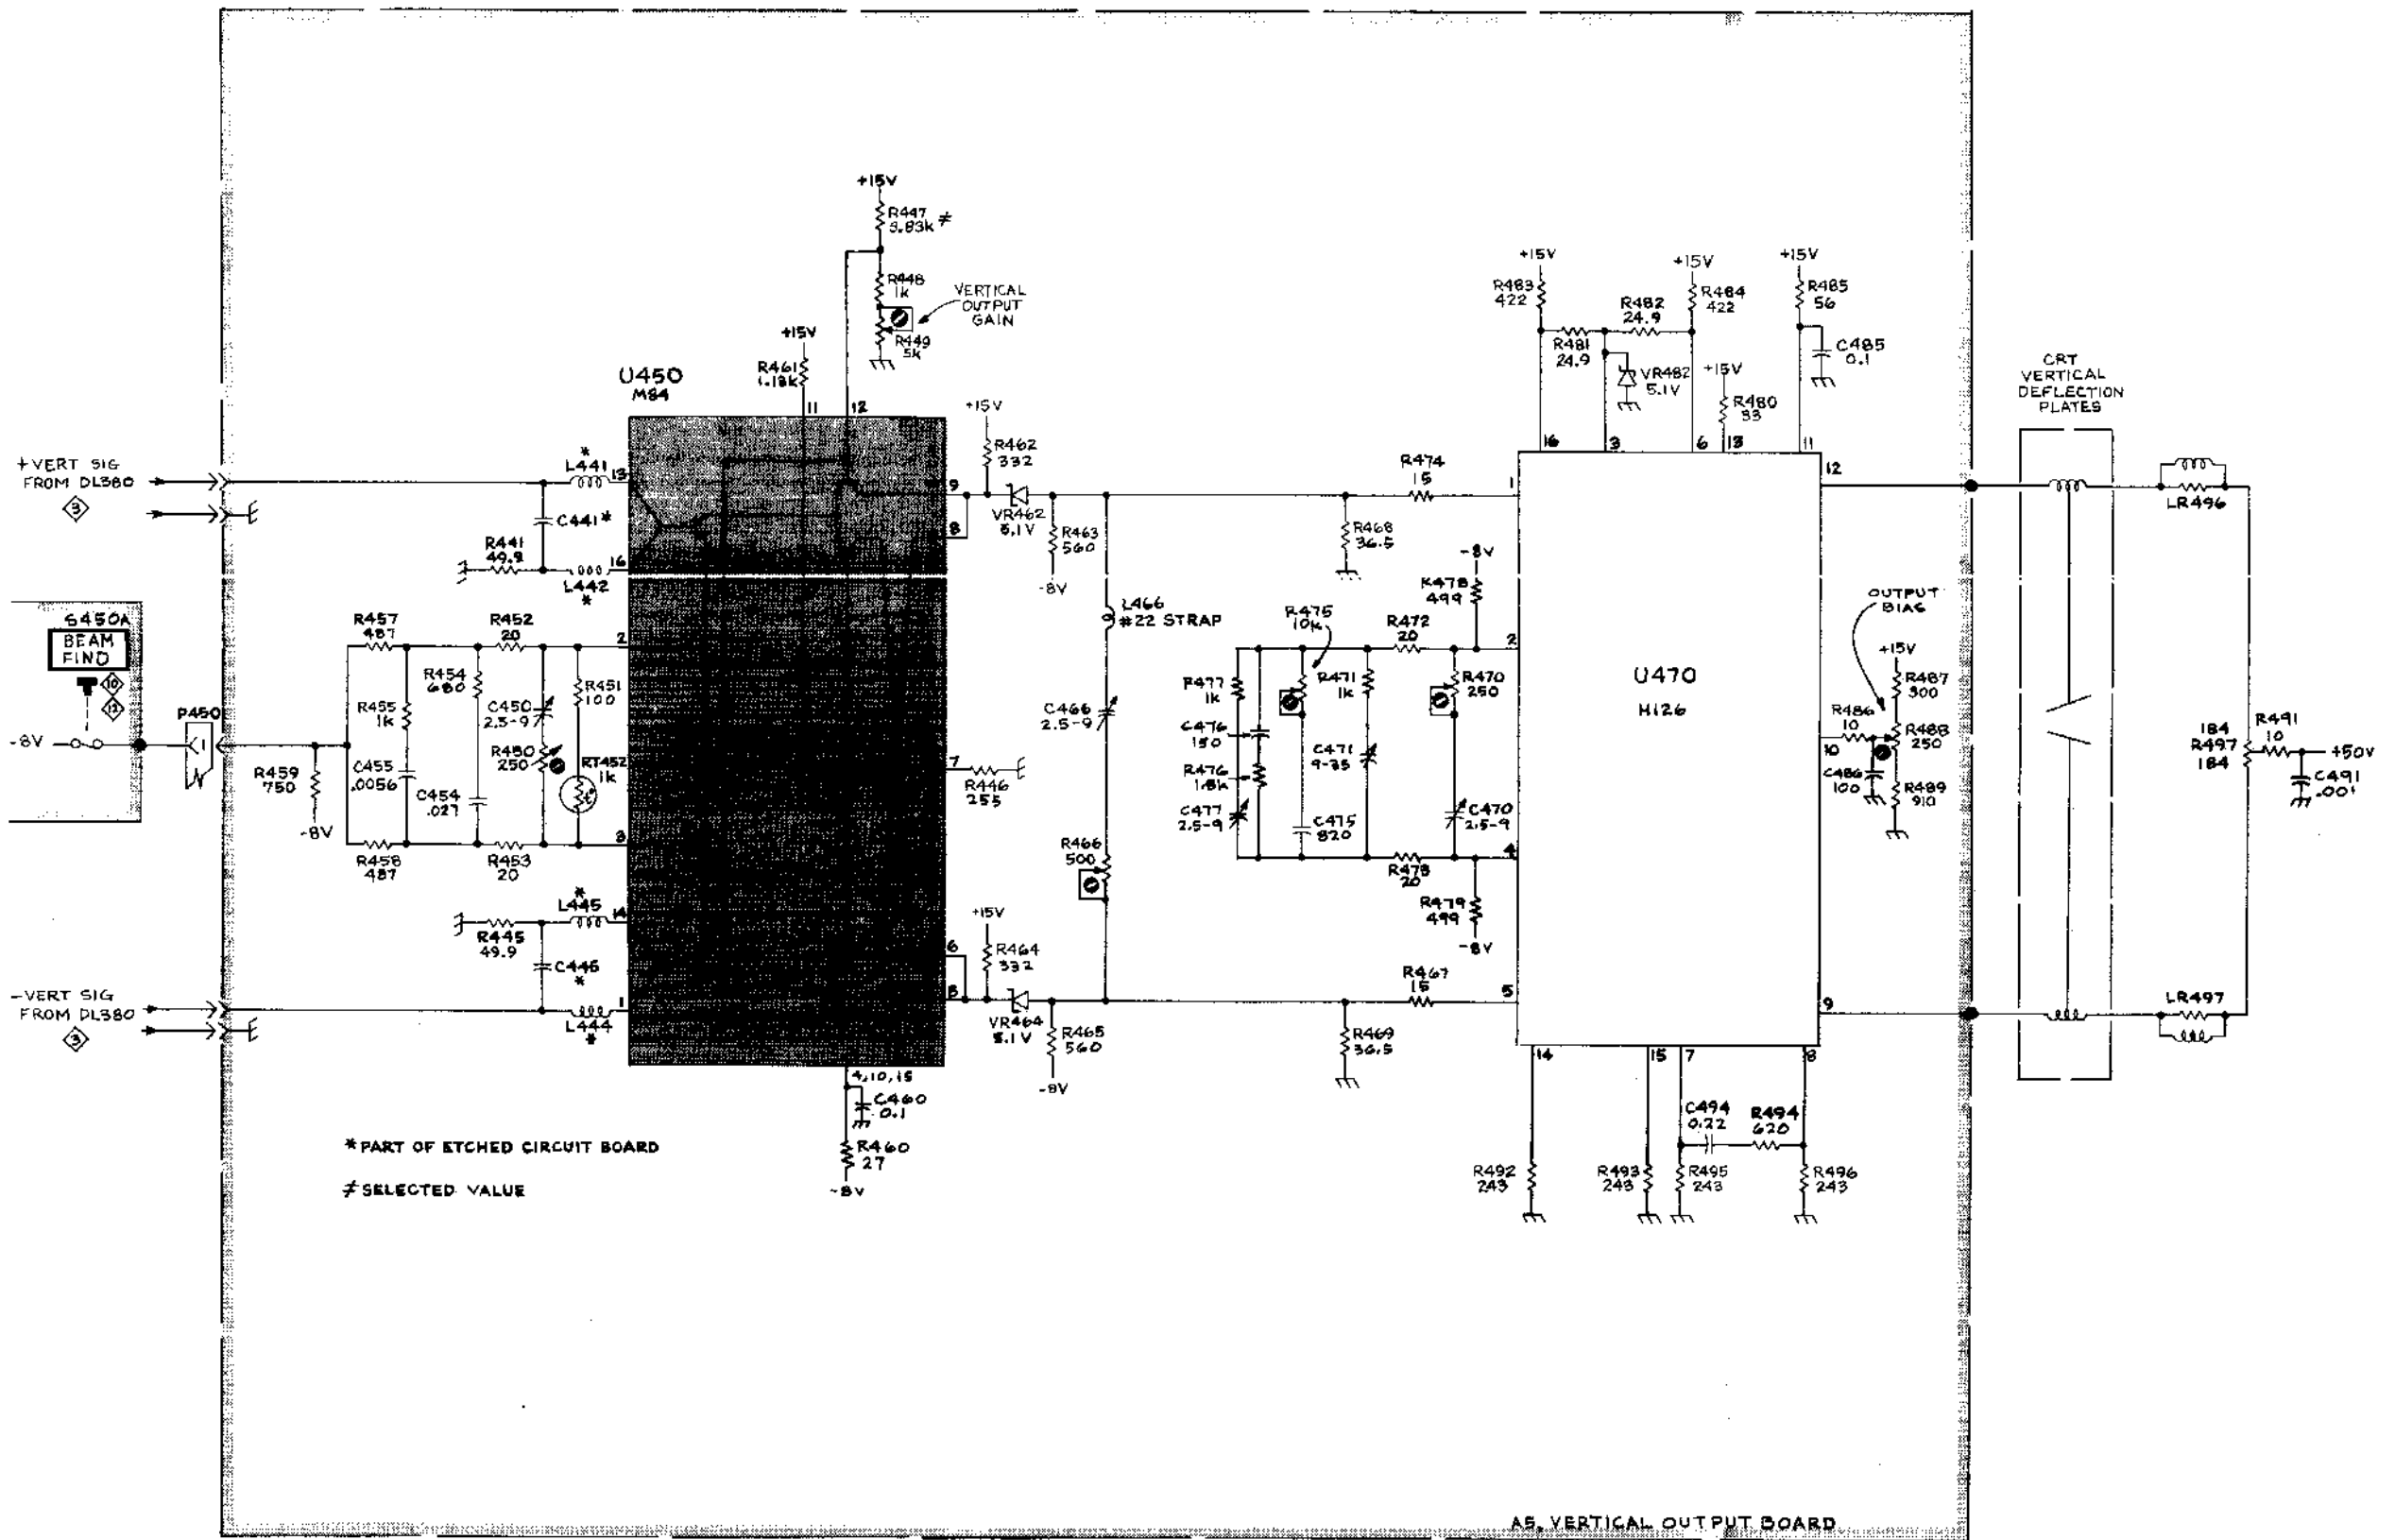 +15V
R447
3.83k ≠
R448
1k
VERTICAL
OUTPUT
GAIN
R449
5k
+15V
R461
1.18k
U450
M84
11
12
+VERT SIG
FROM DL380
3
*
L441
13
C441*
R441
49.9
16
L442
*
9
8
+15V
R462
332
VR462
5.1V
R463
560
-8V
S450A
BEAM
FIND
10
12
-8V
P450
1
R459
750
-8V
R457
487
R452
20
2
R455
1k
R454
680
C450
2.5-9
R451
100
R450
250
RT452
1k
t°
C455
.0056
C454
.027
R458
487
R453
20
3
*
L445
14
R445
49.9
C445
*
1
L444
*
-VERT SIG
FROM DL380
3
7
R446
255
6
5
+15V
R464
332
VR464
5.1V
R465
560
-8V
4,10,15
C460
0.1
R460
27
-8V
L466
#22 STRAP
C466
2.5-9
R466
500
R474
15
1
R468
36.5
-8V
R478
499
R475
10k
R472
20
2
R477
1k
R471
1k
R470
250
C476
150
R476
C471
9-35
C477
2.5-9
C475
820
C470
2.5-9
4
R473
20
R479
499
-8V
R467
15
5
R469
36.5
+15V
R483
422
R482
24.9
R481
24.9
+15V
R484
422
+15V
R485
56
C485
0.1
VR482
5.1V
+15V
R480
33
16
3
6
13
11
12
U470
H126
OUTPUT
BIAS
+15V
R487
300
R486
10
10
R488
250
C486
100
R489
910
9
14
15
7
8
C494
0.22
R494
620
R492
243
R493
243
R495
243
R496
243
CRT
VERTICAL
DEFLECTION
PLATES
LR496
184
R497
184
R491
10
+50V
C491
.001
LR497
*PART OF ETCHED CIRCUIT BOARD
≠SELECTED VALUE
A5, VERTICAL OUTPUT BOARD